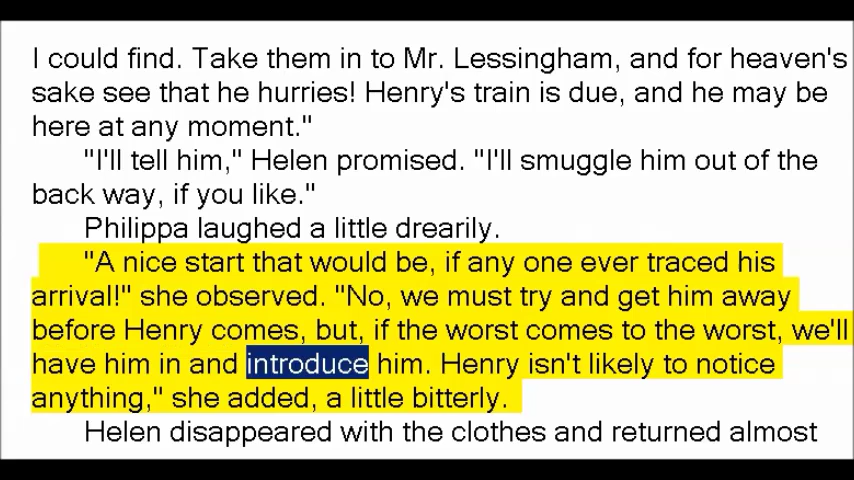 I could find. Take them in to Mr. Lessingham, and for heaven's
sake see that he hurries! Henry's train is due, and he may be
here at any moment."
"I'll tell him," Helen promised. "I'll smuggle him out of the
back way, if you like."
Philippa laughed a little drearily.
"A nice start that would be, if any one ever traced his
arrival!" she observed. "No, we must try and get him away
before Henry comes, but, if the worst comes to the worst, we'll
have him in and introduce him. Henry isn't likely to notice
anything," she added, a little bitterly.
Helen disappeared with the clothes and returned almost